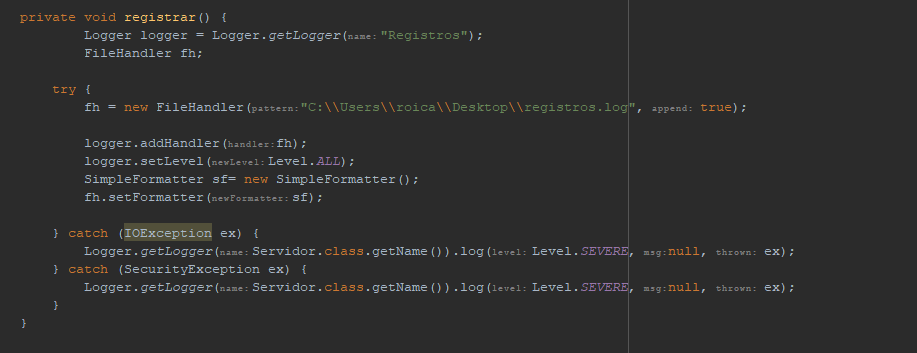 private void registrar() {
Logger logger = Logger.getLogger(name: "Registros");
FileHandler fh;
try {
fh = new FileHandler(pattern: "C:\\Users\\roica\\Desktop\\registros.log", append: true);
logger.addHandler(handler: fh);
logger.setLevel(newLevel: Level.ALL);
SimpleFormatter sf= new SimpleFormatter();
fh.setFormatter(newFormatter: sf);
} catch (IOException ex) {
Logger.getLogger(name: Servidor.class.getName()).log(level: Level.SEVERE, msg: null, thrown: ex);
} catch (SecurityException ex) {
Logger.getLogger(name: Servidor.class.getName()).log(level: Level.SEVERE, msg: null, thrown: ex);
}
}